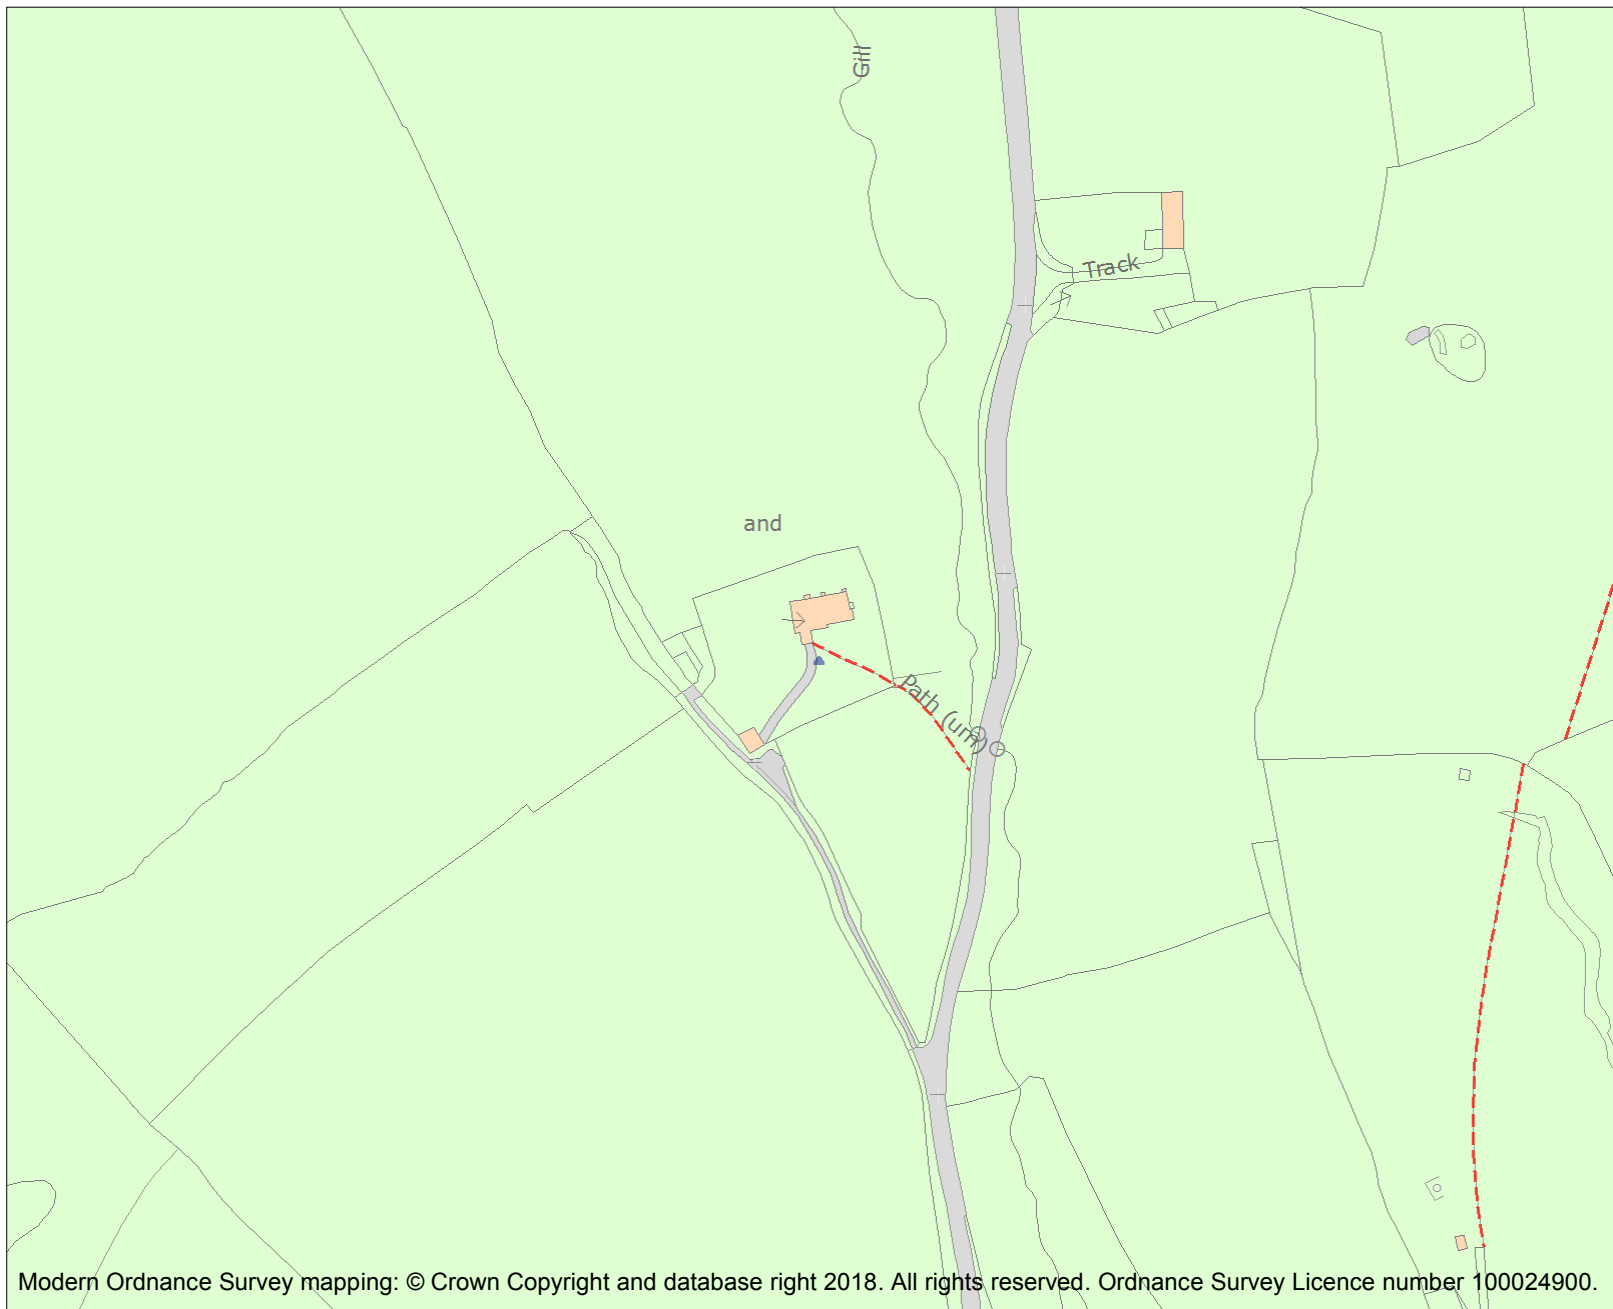 Gill
Track
and
Path (um)
Modern Ordnance Survey mapping: © Crown Copyright and database right 2018. All rights reserved. Ordnance Survey Licence number 100024900.